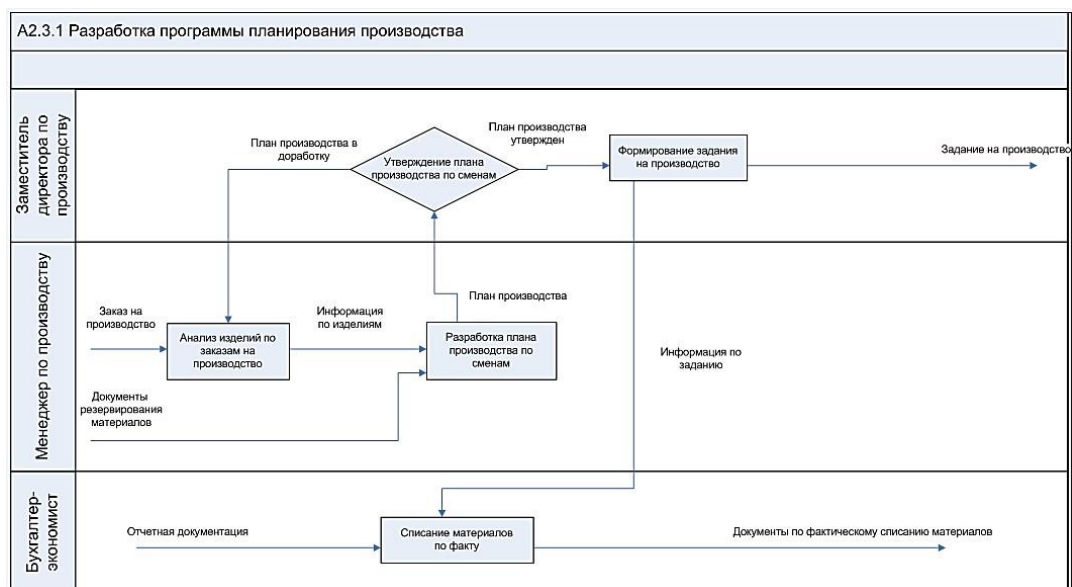 А2.3.1 Разработка программы планирования производства
Заместитель
директора по
производству
План производства в
доработку
Утверждение плана
производства по сменам
План производства
утвержден
Формирование задания
на производство
Задание на производство
Менеджер по производству
Заказ на
производство
Анализ изделий по
заказам на
производство
Информация
по изделиям
План производства
Разработка плана
производства по
сменам
Документы
резервирования
материалов
Информация по
заданию
Бухгалтер-
экономист
Отчетная документация
Списание материалов
по факту
Документы по фактическому списанию материалов